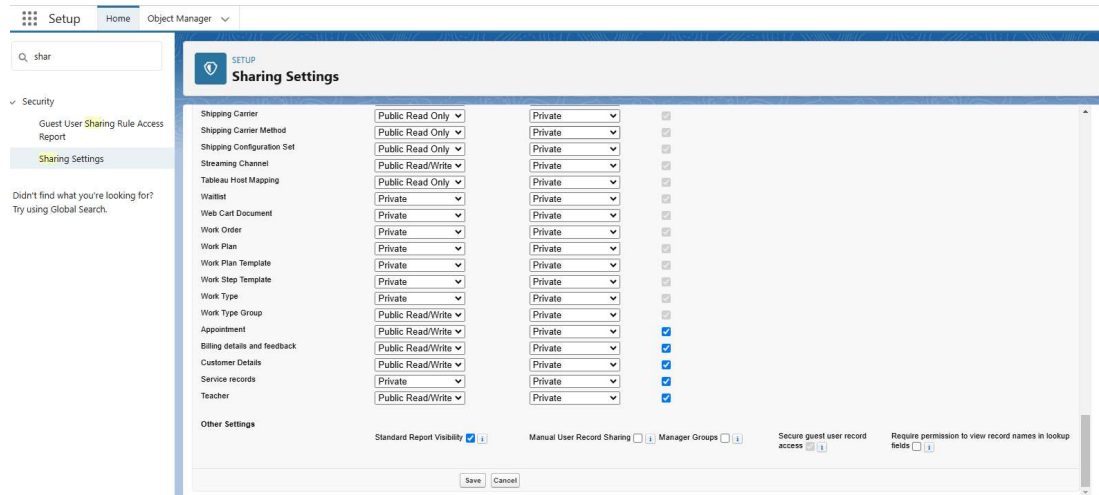 Setup
Home
Object Manager
shar
Security
Guest User Sharing Rule Access
Report
Sharing Settings
Didn't find what you're looking for?
Try using Global Search.
SETUP
Sharing Settings
Shipping Carrier Public Read Only Private
Shipping Carrier Method Public Read Only Private
Shipping Configuration Set Public Read Only Private
Streaming Channel Public Read/Write Private
Tableau Host Mapping Public Read Only Private
Waitlist Private Private
Web Cart Document Private Private
Work Order Private Private
Work Plan Private Private
Work Plan Template Private Private
Work Step Template Private Private
Work Type Private Private
Work Type Group Public Read/Write Private
Appointment Public Read/Write Private
Billing details and feedback Public Read/Write Private
Customer Details Public Read/Write Private
Service records Private Private
Teacher Public Read/Write Private
Other Settings
Standard Report Visibility i Manual User Record Sharing i Manager Groups i
Secure guest user record
access i
Require permission to view record names in lookup
fields i
Save Cancel